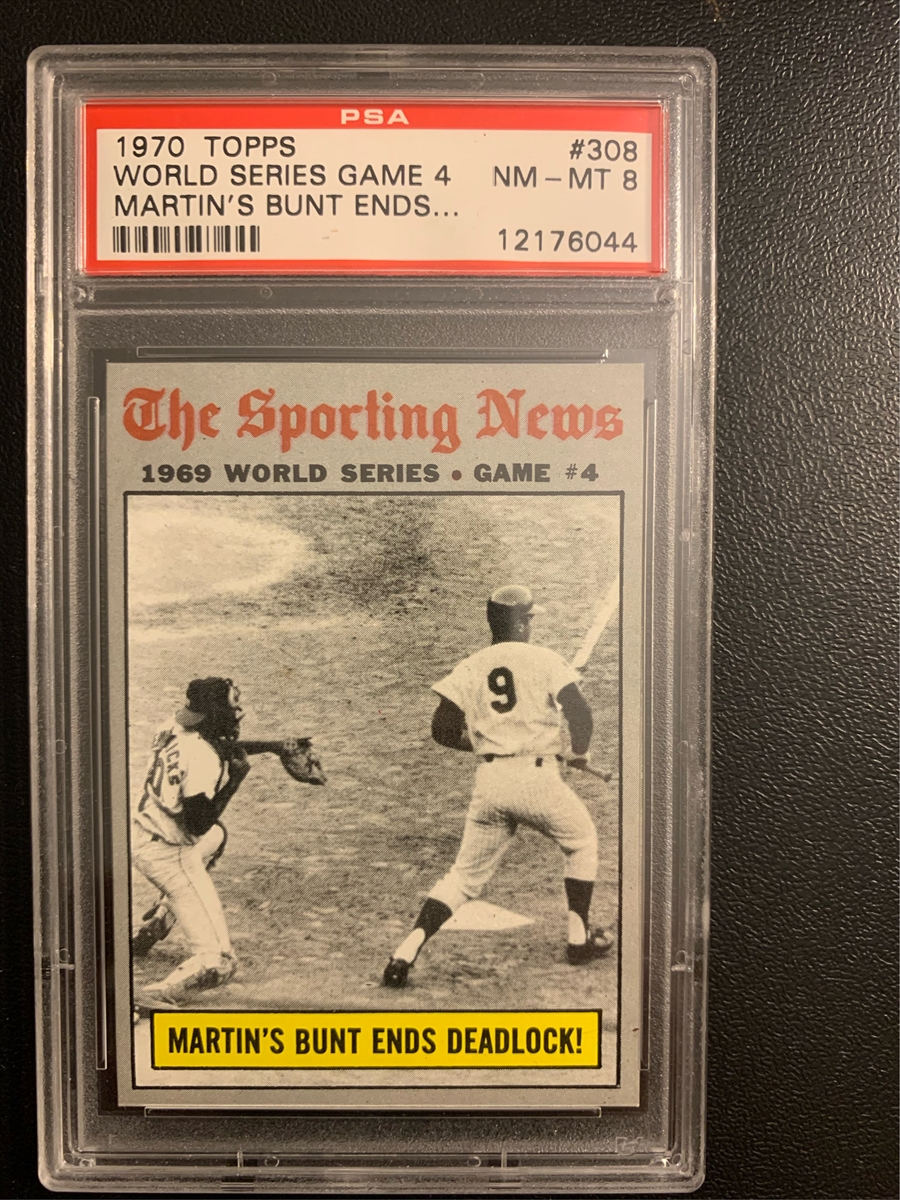 PSA
1970 TOPPS #308
WORLD SERIES GAME 4 NM-MT 8
MARTIN'S BUNT ENDS...
12176044
The Sporting News
1969 WORLD SERIES • GAME #4
9
MARTIN'S BUNT ENDS DEADLOCK!